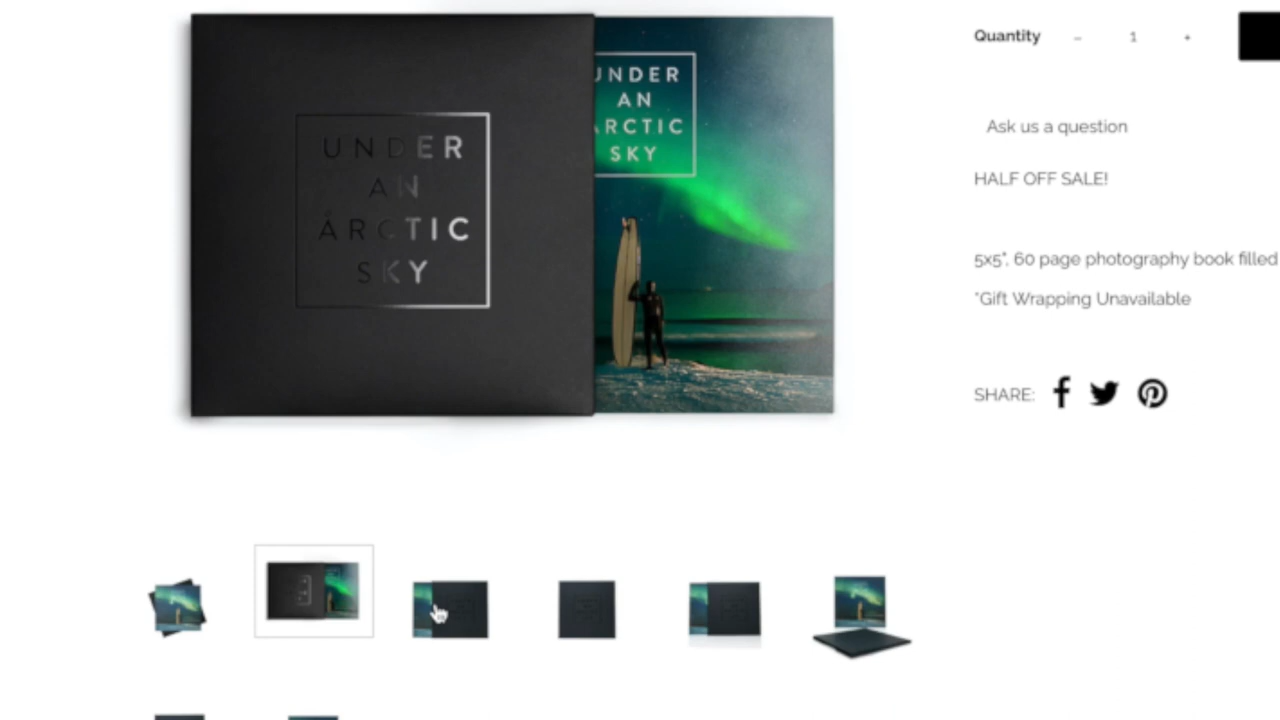 UNDER
AN
ARCTIC
SKY
UNDER
AN
ARCTIC
SKY
Quantity - 1 +
Ask us a question
HALF OFF SALE!
5x5", 60 page photography book filled
*Gift Wrapping Unavailable
SHARE: